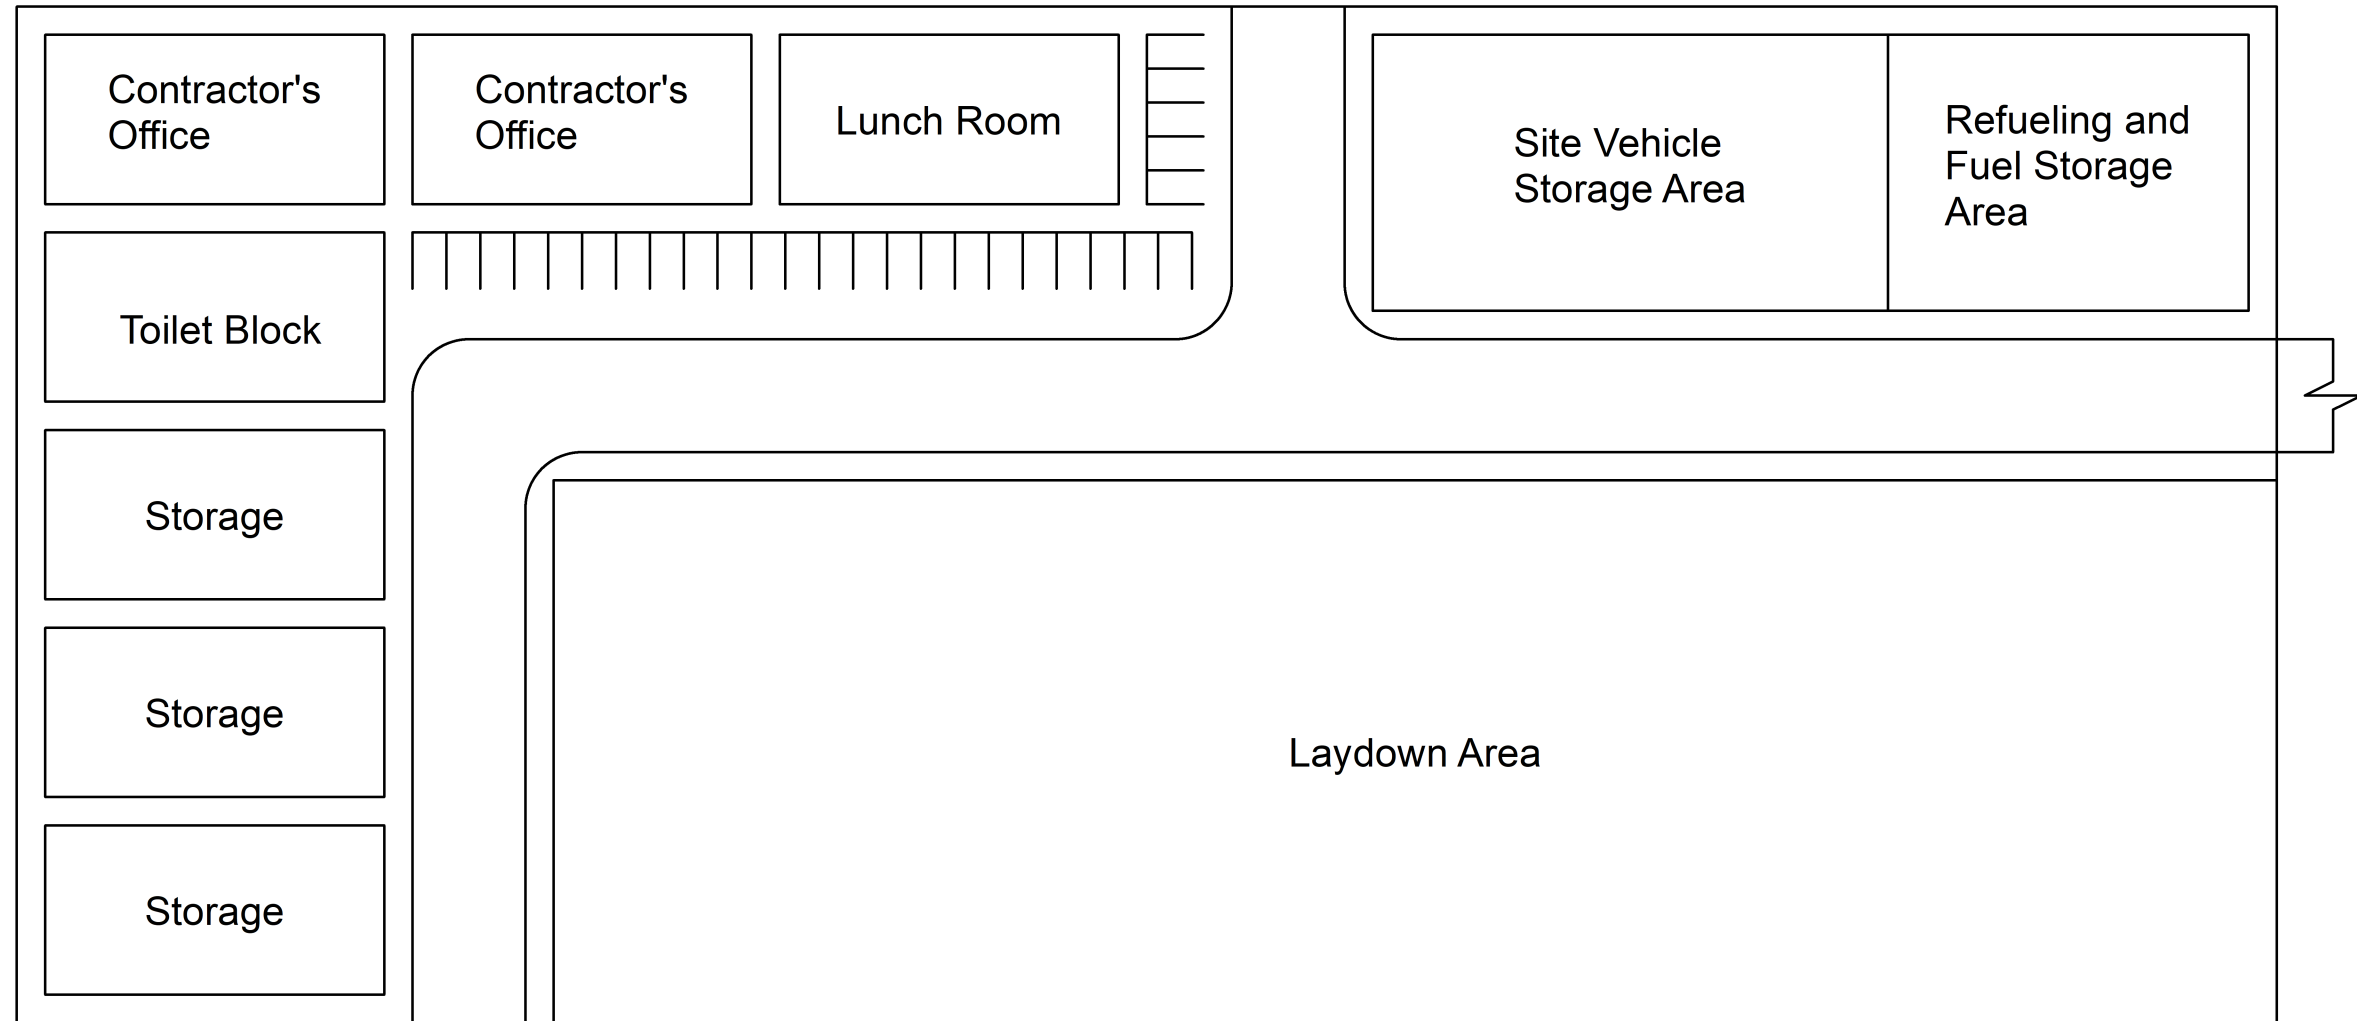 Contractor's
Office
Contractor's
Office
Lunch Room
Site Vehicle
Storage Area
Refueling and
Fuel Storage
Area
Toilet Block
Storage
Storage
Laydown Area
Storage